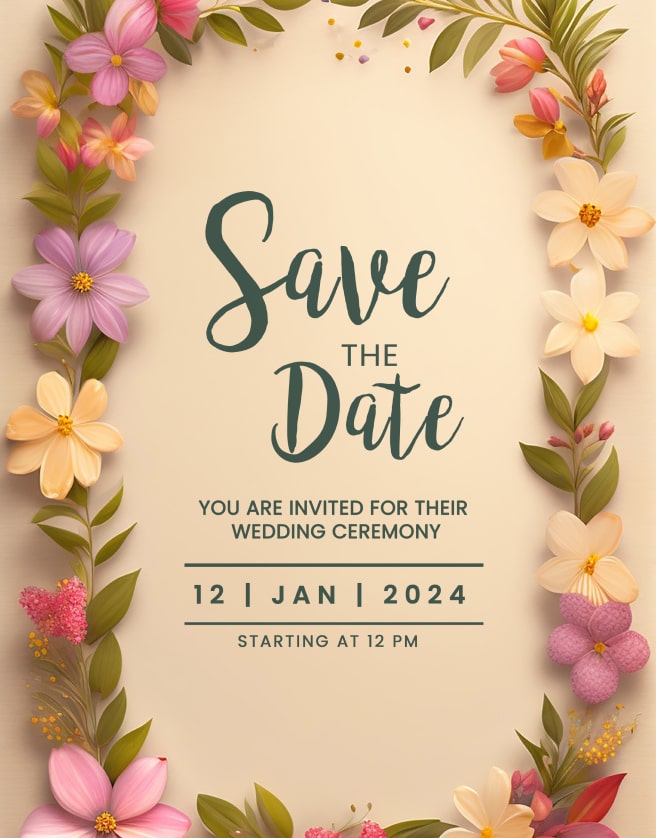 Save
THE
Date
YOU ARE INVITED FOR THEIR
WEDDING CEREMONY
12 | JAN | 2024
STARTING AT 12 PM